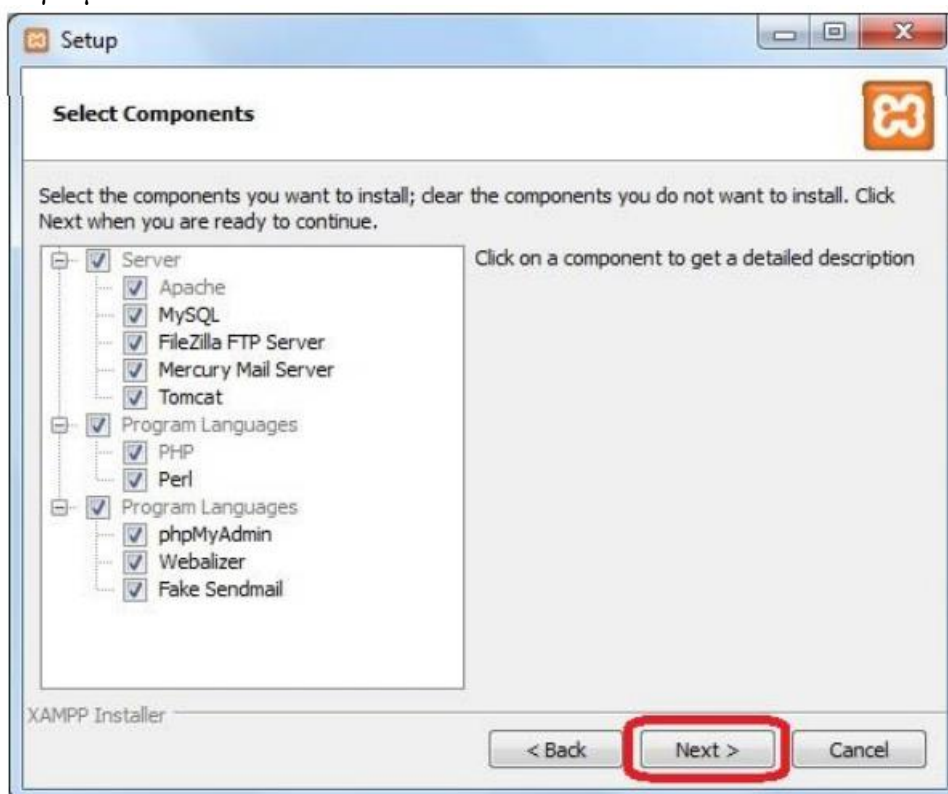 Setup
Select Components
Select the components you want to install; clear the components you do not want to install. Click
Next when you are ready to continue.
Server
Apache
MySQL
FileZilla FTP Server
Mercury Mail Server
Tomcat
Program Languages
PHP
Perl
Program Languages
phpMyAdmin
Webalizer
Fake Sendmail
Click on a component to get a detailed description
XAMPP Installer
< Back
Next >
Cancel